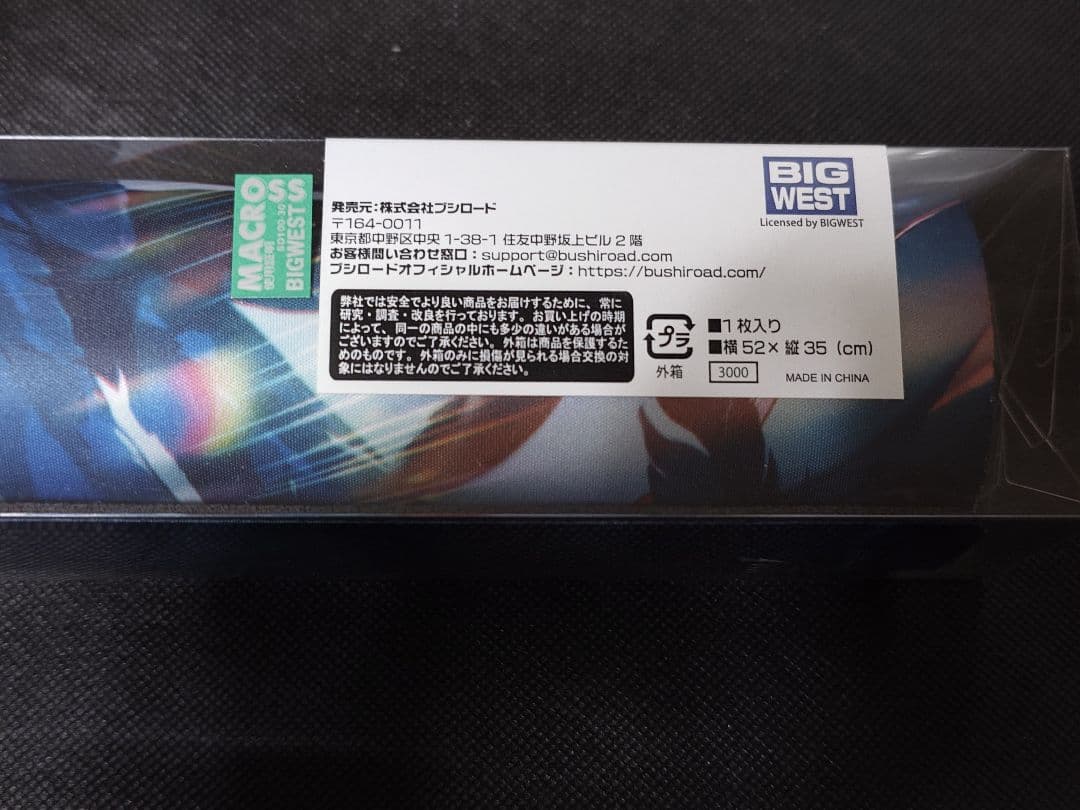 MACROSS
使用証明
SD100-30
BIGWEST
S
発売元：株式会社ブシロード
〒164-0011
東京都中野区中央 1-38-1 住友中野坂上ビル 2 階
お客様問い合わせ窓口：support@bushiroad.com
ブシロードオフィシャルホームページ：https://bushiroad.com/
弊社では安全でより良い商品をお届けするために、常に
研究・調査・改良を行っております。お買い上げの時期
によって、同一の商品の中にも多少の違いがある場合が
ございますのでご了承ください。外箱は商品を保護するた
めのものです。外箱のみに損傷が見られる場合交換の対
象にはなりませんのでご了承ください。
BIG
WEST
Licensed by BIGWEST
プラ
外箱
■1 枚入り
■横 52× 縦 35（cm）
3000
MADE IN CHINA